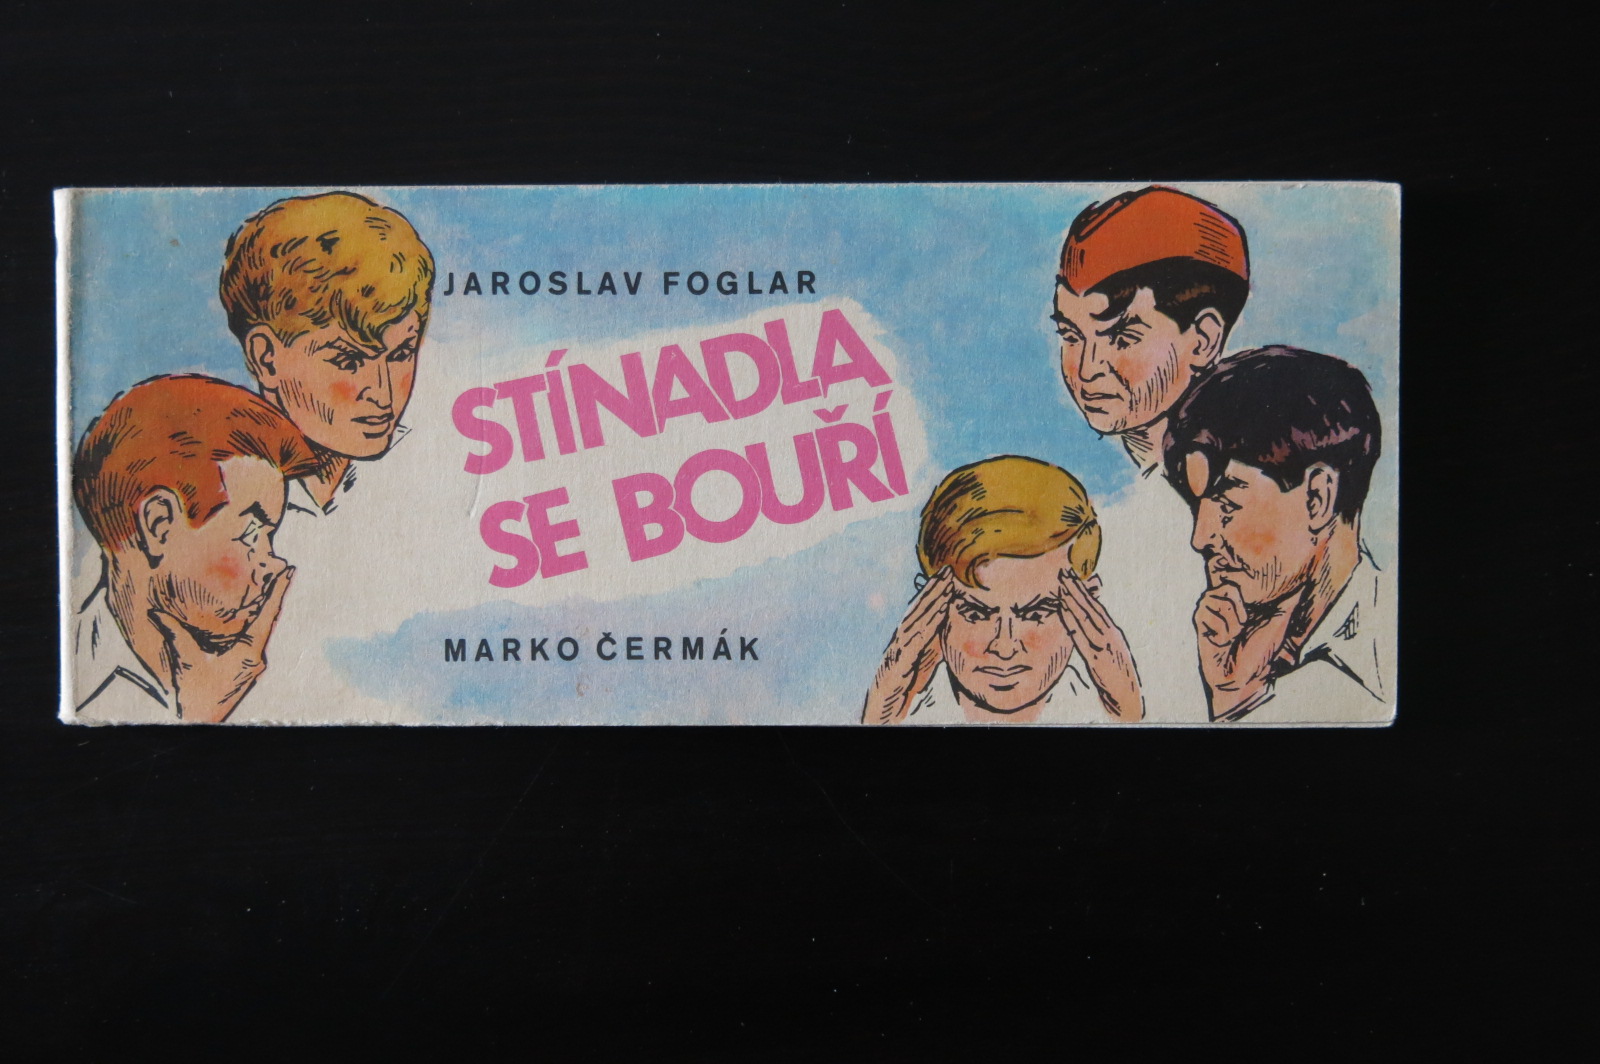 JAROSLAV FOGLAR
STÍNADLA
SE BOUŘÍ
MARKO ČERMÁK